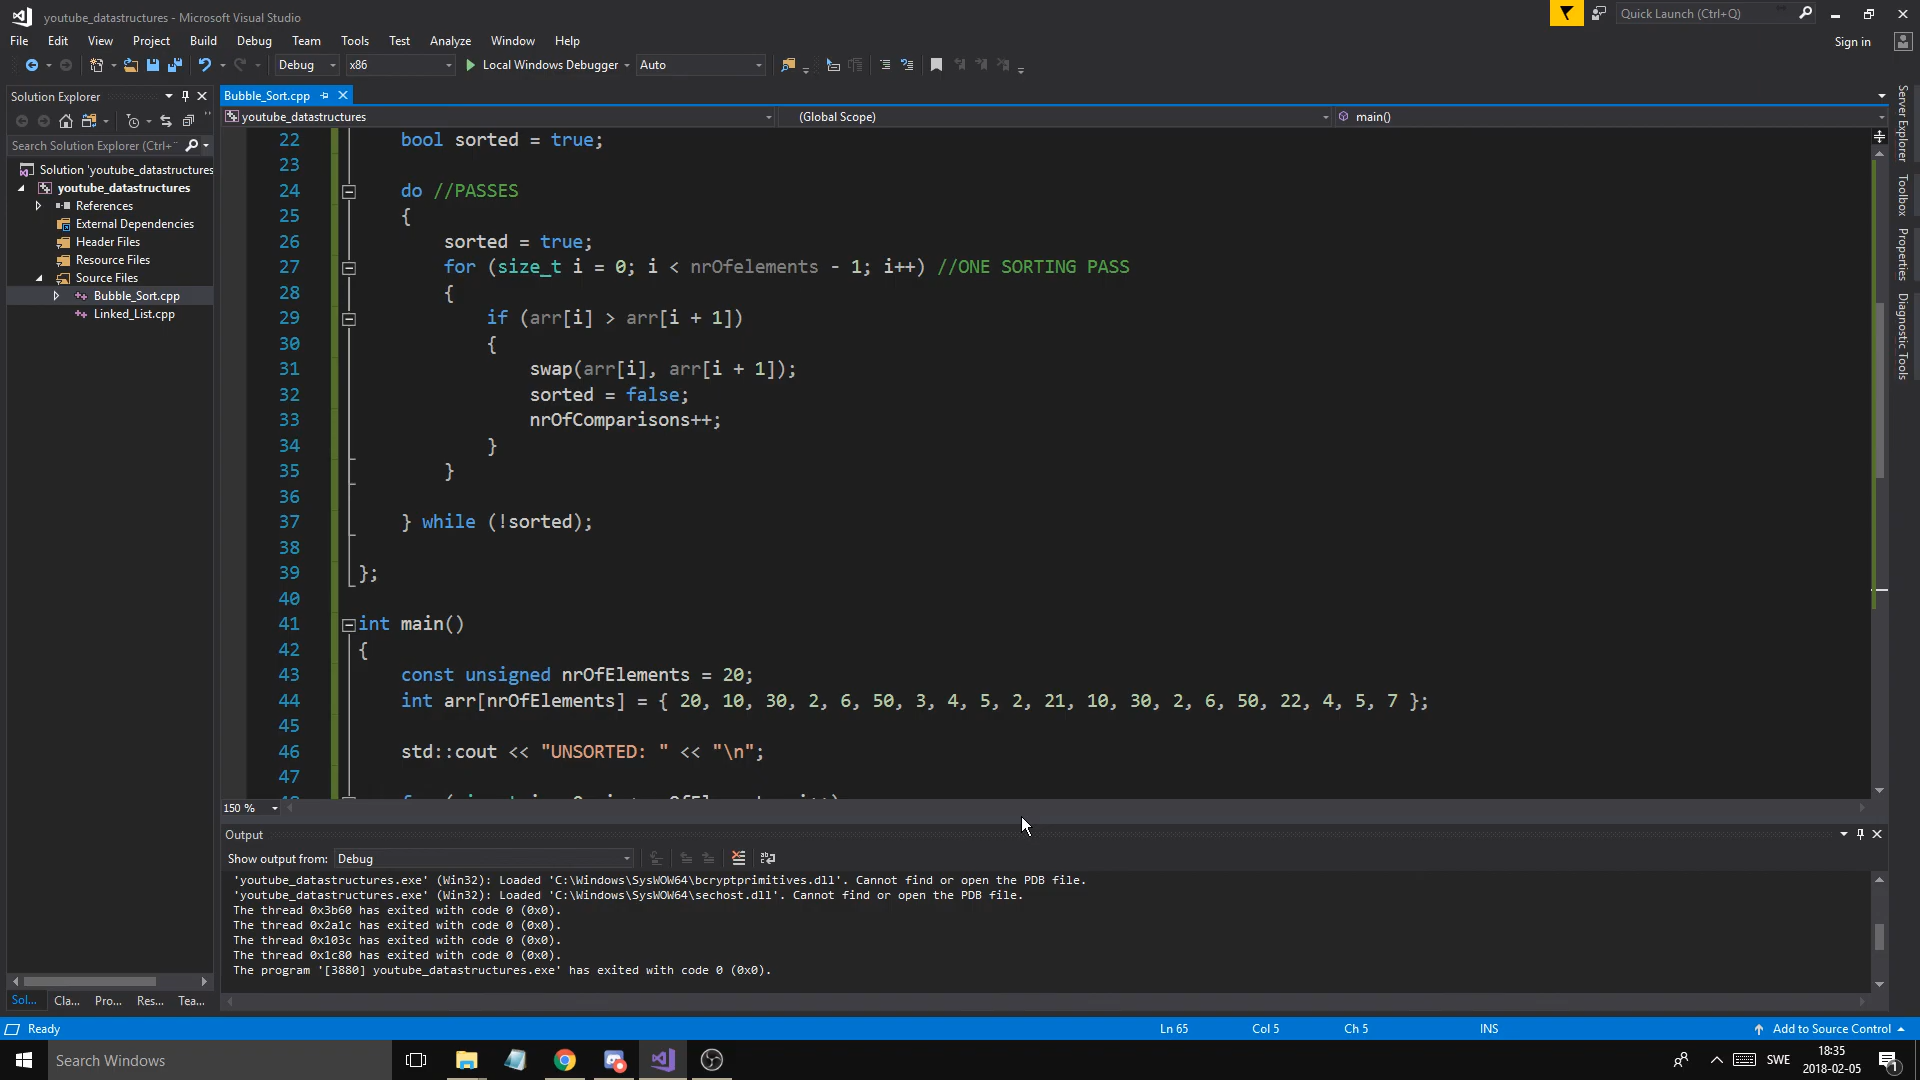 youtube_datastructures - Microsoft Visual Studio
Quick Launch (Ctrl+Q)
File Edit View Project Build Debug Team Tools Test Analyze Window Help
Sign in
Debug x86 Local Windows Debugger Auto
Solution Explorer
Bubble_Sort.cpp
youtube_datastructures (Global Scope) main()
Search Solution Explorer (Ctrl+
Solution 'youtube_datastructures
youtube_datastructures
References
External Dependencies
Header Files
Resource Files
Source Files
Bubble_Sort.cpp
Linked_List.cpp
22 bool sorted = true;
23
24 do //PASSES
25 {
26 sorted = true;
27 for (size_t i = 0; i < nrOfelements - 1; i++) //ONE SORTING PASS
28 {
29 if (arr[i] > arr[i + 1])
30 {
31 swap(arr[i], arr[i + 1]);
32 sorted = false;
33 nrOfComparisons++;
34 }
35 }
36
37 } while (!sorted);
38
39 };
40
41 int main()
42 {
43 const unsigned nrOfElements = 20;
44 int arr[nrOfElements] = { 20, 10, 30, 2, 6, 50, 3, 4, 5, 2, 21, 10, 30, 2, 6, 50, 22, 4, 5, 7 };
45
46 std::cout << "UNSORTED: " << "\n";
47
150 %
Server Explorer
Toolbox
Properties
Diagnostic Tools
Output
Show output from: Debug
'youtube_datastructures.exe' (Win32): Loaded 'C:\Windows\SysWOW64\bcryptprimitives.dll'. Cannot find or open the PDB file.
'youtube_datastructures.exe' (Win32): Loaded 'C:\Windows\SysWOW64\sechost.dll'. Cannot find or open the PDB file.
The thread 0x3b60 has exited with code 0 (0x0).
The thread 0x2a1c has exited with code 0 (0x0).
The thread 0x103c has exited with code 0 (0x0).
The thread 0x1c80 has exited with code 0 (0x0).
The program '[3880] youtube_datastructures.exe' has exited with code 0 (0x0).
Sol... Cla... Pro... Res... Tea...
Ready Ln 65 Col 5 Ch 5 INS Add to Source Control
Search Windows
SWE
18:35
2018-02-05
1